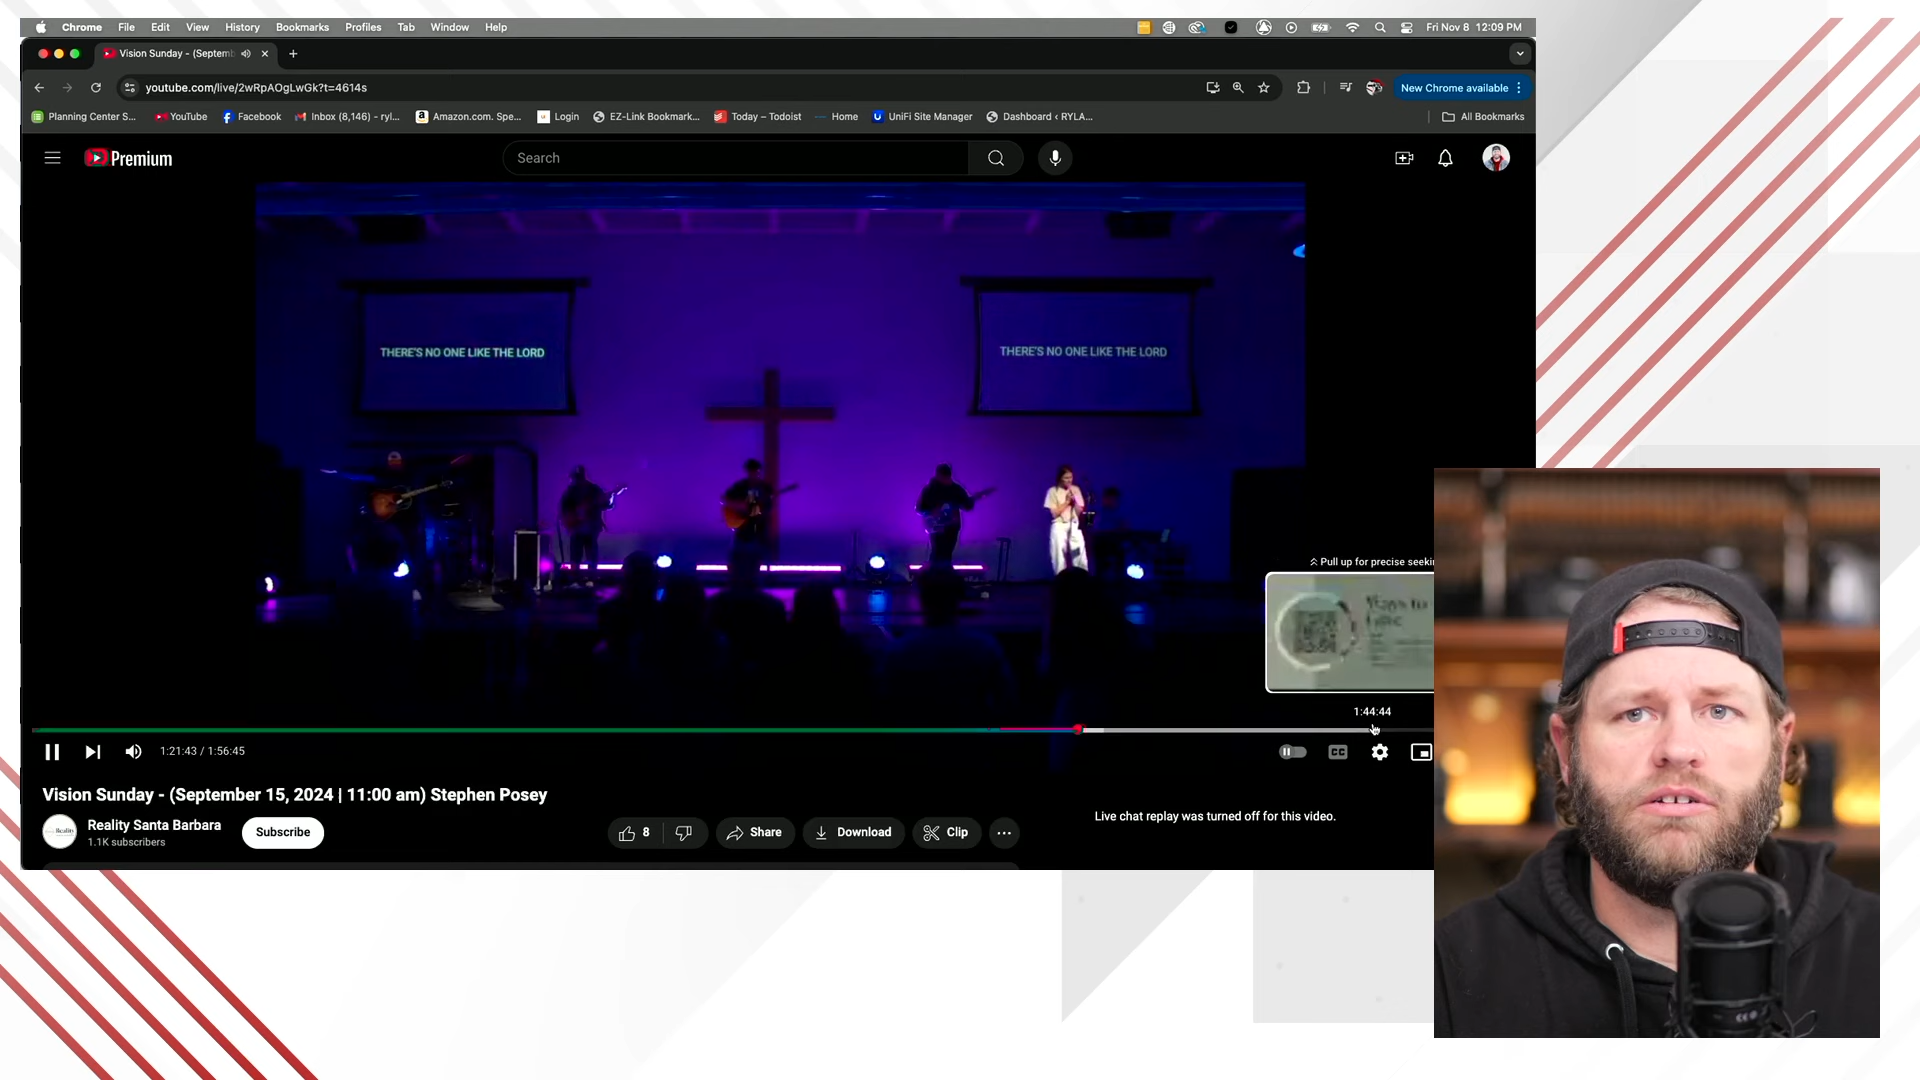 Chrome File Edit View History Bookmarks Profiles Tab Window Help Fri Nov 8 12:09 PM
Vision Sunday - (Septemb
youtube.com/live/2wRpAOgLwGk?t=4614s New Chrome available
Planning Center S... YouTube Facebook Inbox (8,146) - ryl... Amazon.com. Spe... Login EZ-Link Bookmark... Today – Todoist Home UniFi Site Manager Dashboard ‹ RYLA... All Bookmarks
Premium Search
THERE'S NO ONE LIKE THE LORD
THERE'S NO ONE LIKE THE LORD
Pull up for precise seekin
1:44:44
1:21:43 / 1:56:45 CC
Vision Sunday - (September 15, 2024 | 11:00 am) Stephen Posey
Reality Santa Barbara
1.1K subscribers
Subscribe
8 Share Download Clip ...
Live chat replay was turned off for this video.